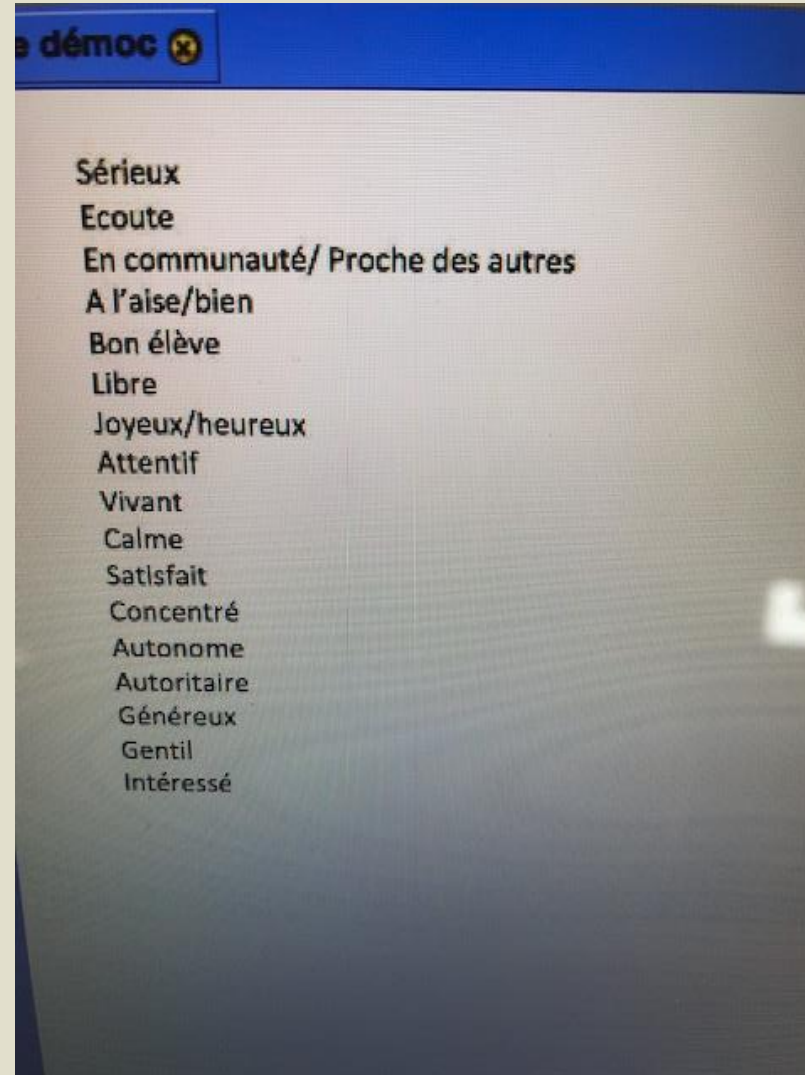 e démoc
Sérieux
Ecoute
En communauté/ Proche des autres
A l'aise/bien
Bon élève
Libre
Joyeux/heureux
Attentif
Vivant
Calme
Satisfait
Concentré
Autonome
Autoritaire
Généreux
Gentil
Intéressé